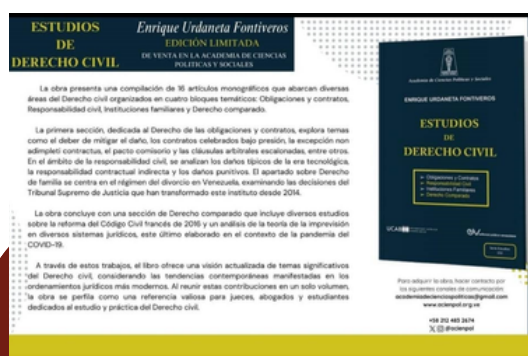 ESTUDIOS
DE
DERECHO CIVIL
Enrique Urdaneta Fontiveros
EDICIÓN LIMITADA
DE VENTA EN LA ACADEMIA DE CIENCIAS
POLITICAS Y SOCIALES
La obra presenta una compilación de 16 artículos monográficos que abarcan diversas
áreas del Derecho civil organizados en cuatro bloques temáticos: Obligaciones y contratos,
Responsabilidad civil, Instituciones familiares y Derecho comparado.
La primera sección, dedicada al Derecho de las obligaciones y contratos, explora temas
como el deber de mitigar el daño, los contratos celebrados bajo presión, la excepción non
adimpleti contractus, el pacto comisorio y las cláusulas arbitrales escalonadas, entre otros.
En el ámbito de la responsabilidad civil, se analizan los daños típicos de la era tecnológica,
la responsabilidad contractual indirecta y los daños punitivos. El apartado sobre Derecho
de familia se centra en el régimen del divorcio en Venezuela, examinando las decisiones del
Tribunal Supremo de Justicia que han transformado este instituto desde 2014.
La obra concluye con una sección de Derecho comparado que incluye diversos estudios
sobre la reforma del Código Civil francés de 2016 y un análisis de la teoría de la imprevisión
en diversos sistemas jurídicos, este último elaborado en el contexto de la pandemia del
COVID-19.
A través de estos trabajos, el libro ofrece una visión actualizada de temas significativos
del Derecho civil, considerando las tendencias contemporáneas manifestadas en los
ordenamientos jurídicos más modernos. Al reunir estas contribuciones en un solo volumen,
la obra se perfila como una referencia valiosa para jueces, abogados y estudiantes
dedicados al estudio y práctica del Derecho civil.
Academia de Ciencias Políticas y Sociales
ENRIQUE URDANETA FONTIVEROS
ESTUDIOS
DE
DERECHO CIVIL
Obligaciones y Contratos
Responsabilidad Civil
Instituciones Familiares
Derecho Comparado
UCAB
Para adquirir la obra, hacer contacto por
los siguientes canales de comunicación:
academiadecienciaspoliticas@gmail.com
www.acienpol.org.ve
+58 212 483 2674
@acienpol